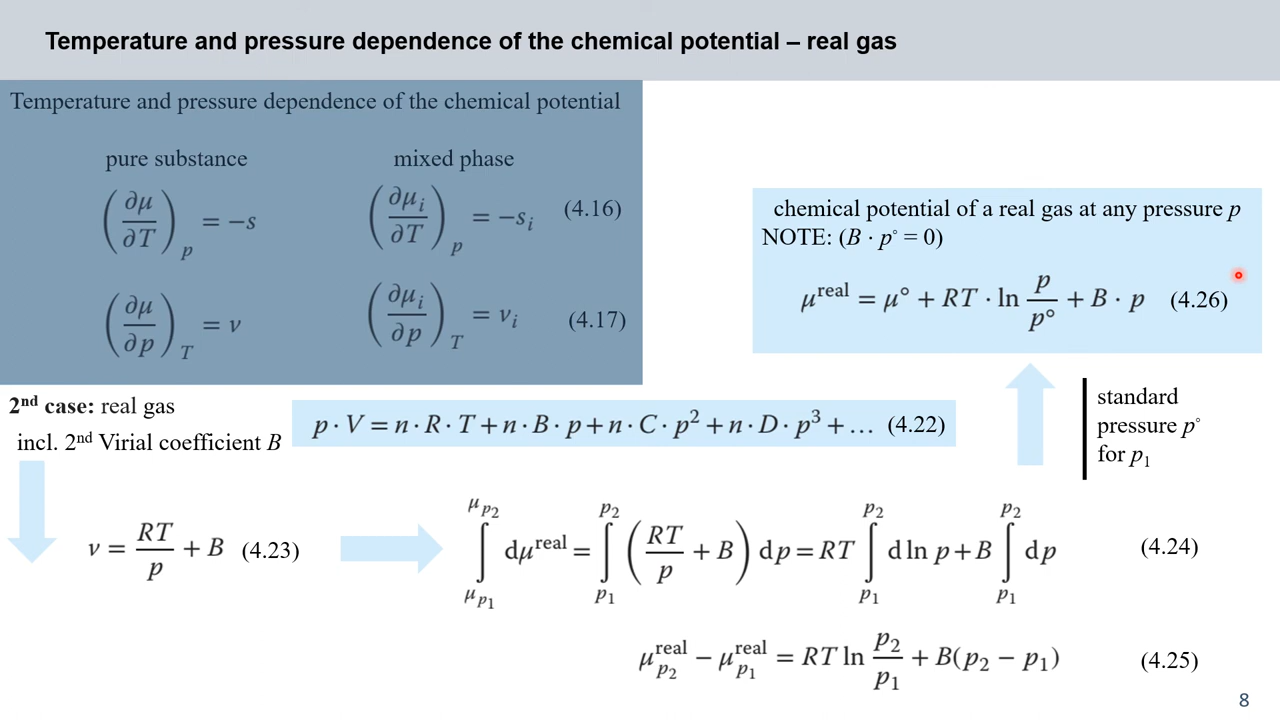 Temperature and pressure dependence of the chemical potential – real gas
Temperature and pressure dependence of the chemical potential
pure substance mixed phase
(∂μ/∂T)_p = −s (∂μ_i/∂T)_p = −s_i (4.16)
(∂μ/∂p)_T = v (∂μ_i/∂p)_T = v_i (4.17)
chemical potential of a real gas at any pressure p
NOTE: (B · p° = 0)
μ^real = μ° + RT · ln p/p° + B · p (4.26)
2nd case: real gas
incl. 2nd Virial coefficient B
p · V = n · R · T + n · B · p + n · C · p² + n · D · p³ + … (4.22)
standard
pressure p°
for p₁
v = RT/p + B (4.23)
∫_{μ_p₁}^{μ_p₂} dμ^real = ∫_{p₁}^{p₂} (RT/p + B) dp = RT ∫_{p₁}^{p₂} d ln p + B ∫_{p₁}^{p₂} dp (4.24)
μ_{p₂}^real − μ_{p₁}^real = RT ln p₂/p₁ + B(p₂ − p₁) (4.25)
8